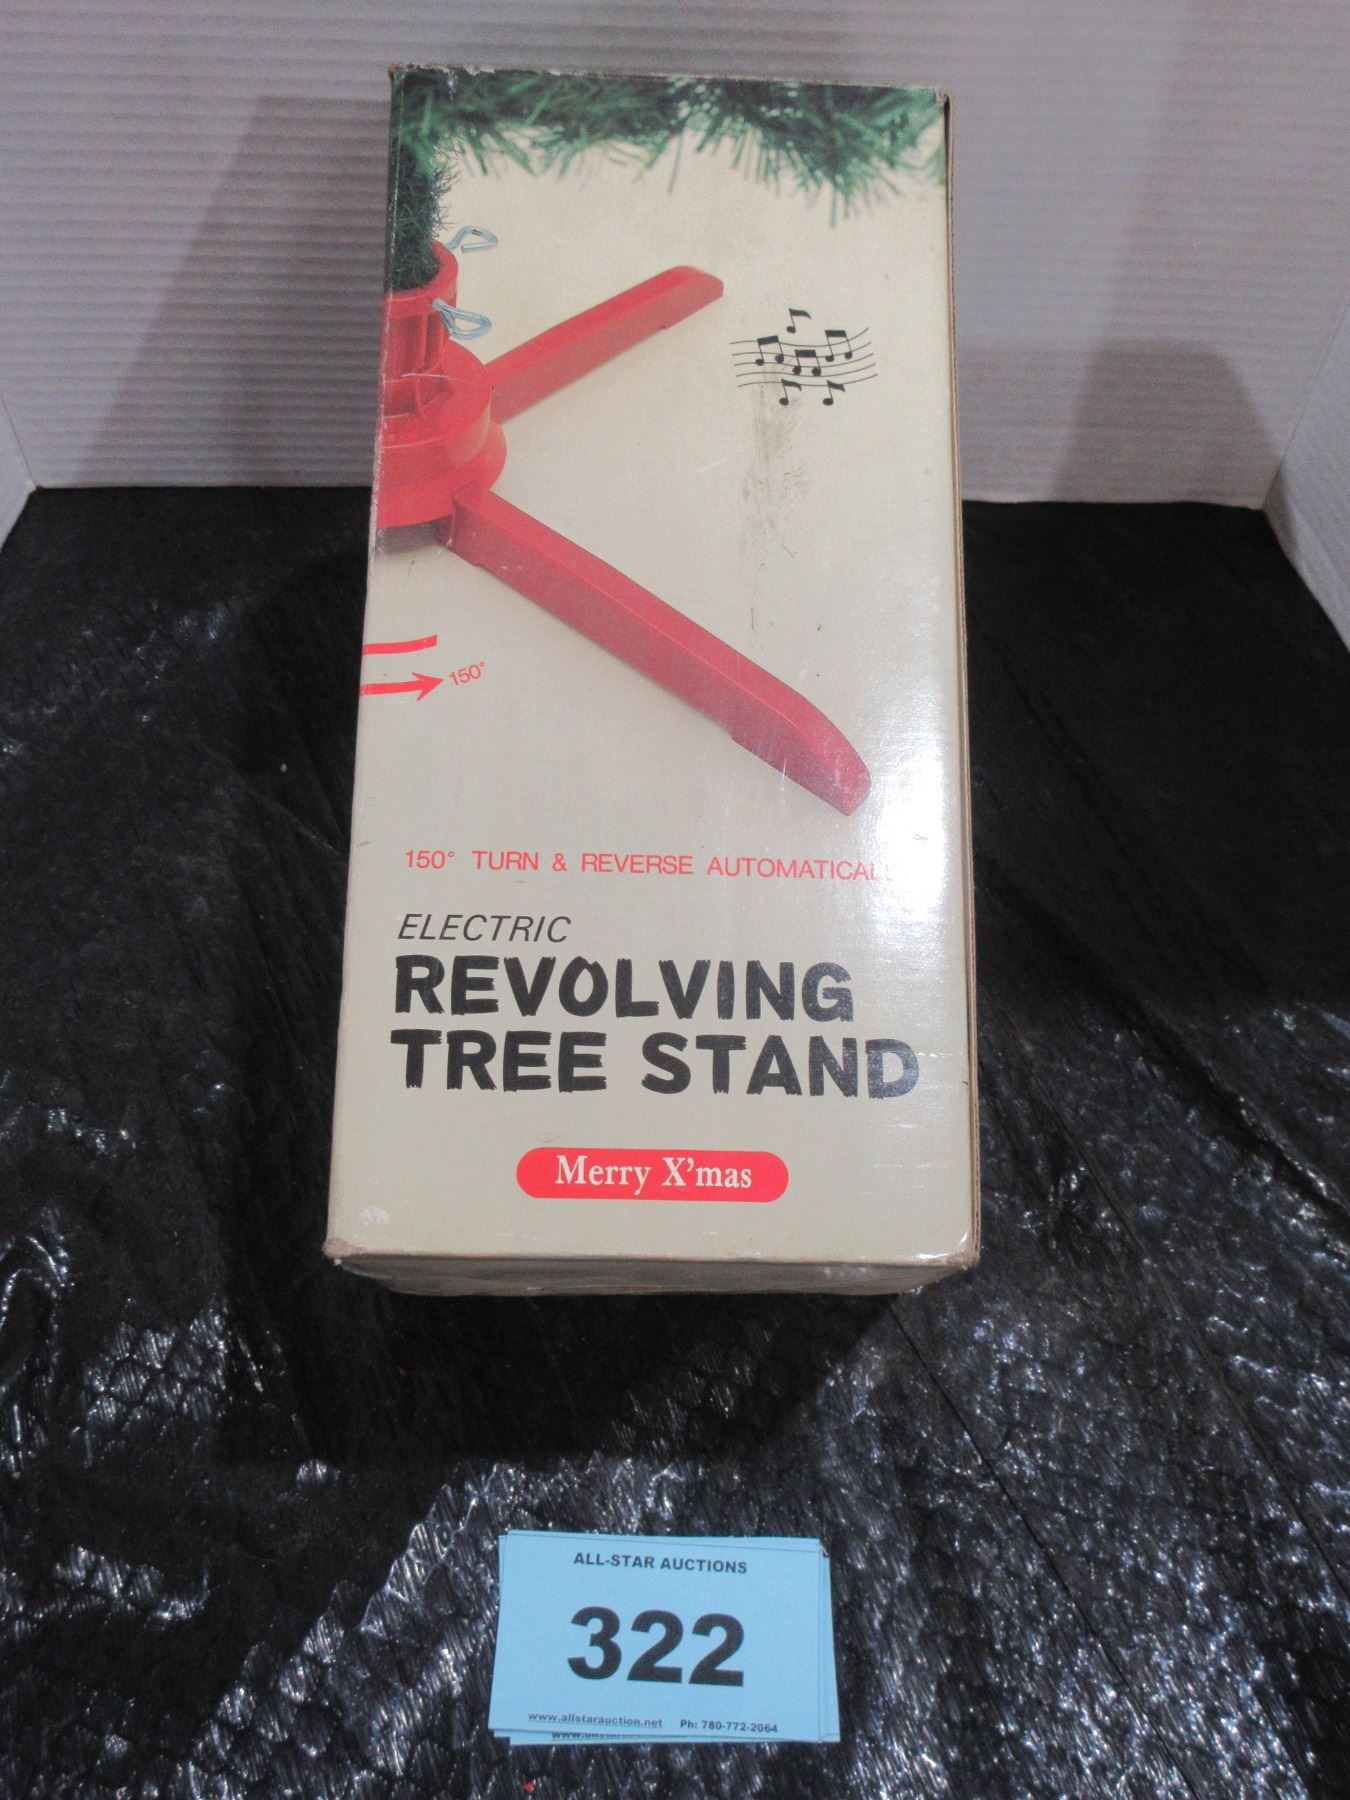 150°
150° TURN & REVERSE AUTOMATICALLY
ELECTRIC
REVOLVING
TREE STAND
Merry X'mas
ALL-STAR AUCTIONS
322
www.allstarauction.net Ph: 780-772-2064